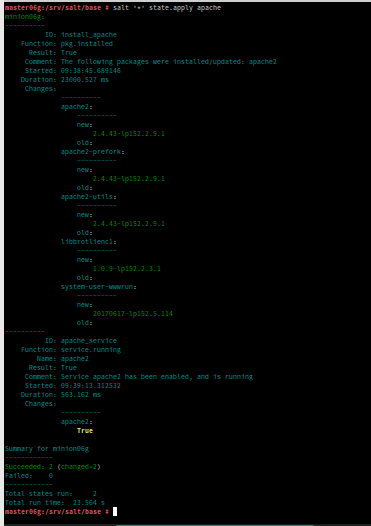 master06g:/srv/salt/base # salt '*' state.apply apache
minion06g:
----------
          ID: install_apache
    Function: pkg.installed
      Result: True
     Comment: The following packages were installed/updated: apache2
     Started: 09:38:45.689146
    Duration: 23000.527 ms
     Changes:
              ----------
              apache2:
                  ----------
                  new:
                      2.4.43-lp152.2.9.1
                  old:
              apache2-prefork:
                  ----------
                  new:
                      2.4.43-lp152.2.9.1
                  old:
              apache2-utils:
                  ----------
                  new:
                      2.4.43-lp152.2.9.1
                  old:
              libbrotlienc1:
                  ----------
                  new:
                      1.0.9-lp152.2.3.1
                  old:
              system-user-wwwrun:
                  ----------
                  new:
                      20170617-lp152.5.114
                  old:
----------
          ID: apache_service
    Function: service.running
        Name: apache2
      Result: True
     Comment: Service apache2 has been enabled, and is running
     Started: 09:39:13.312532
    Duration: 563.162 ms
     Changes:
              ----------
              apache2:
                  True

Summary for minion06g
------------
Succeeded: 2 (changed=2)
Failed:    0
------------
Total states run:     2
Total run time:  23.564 s
master06g:/srv/salt/base #